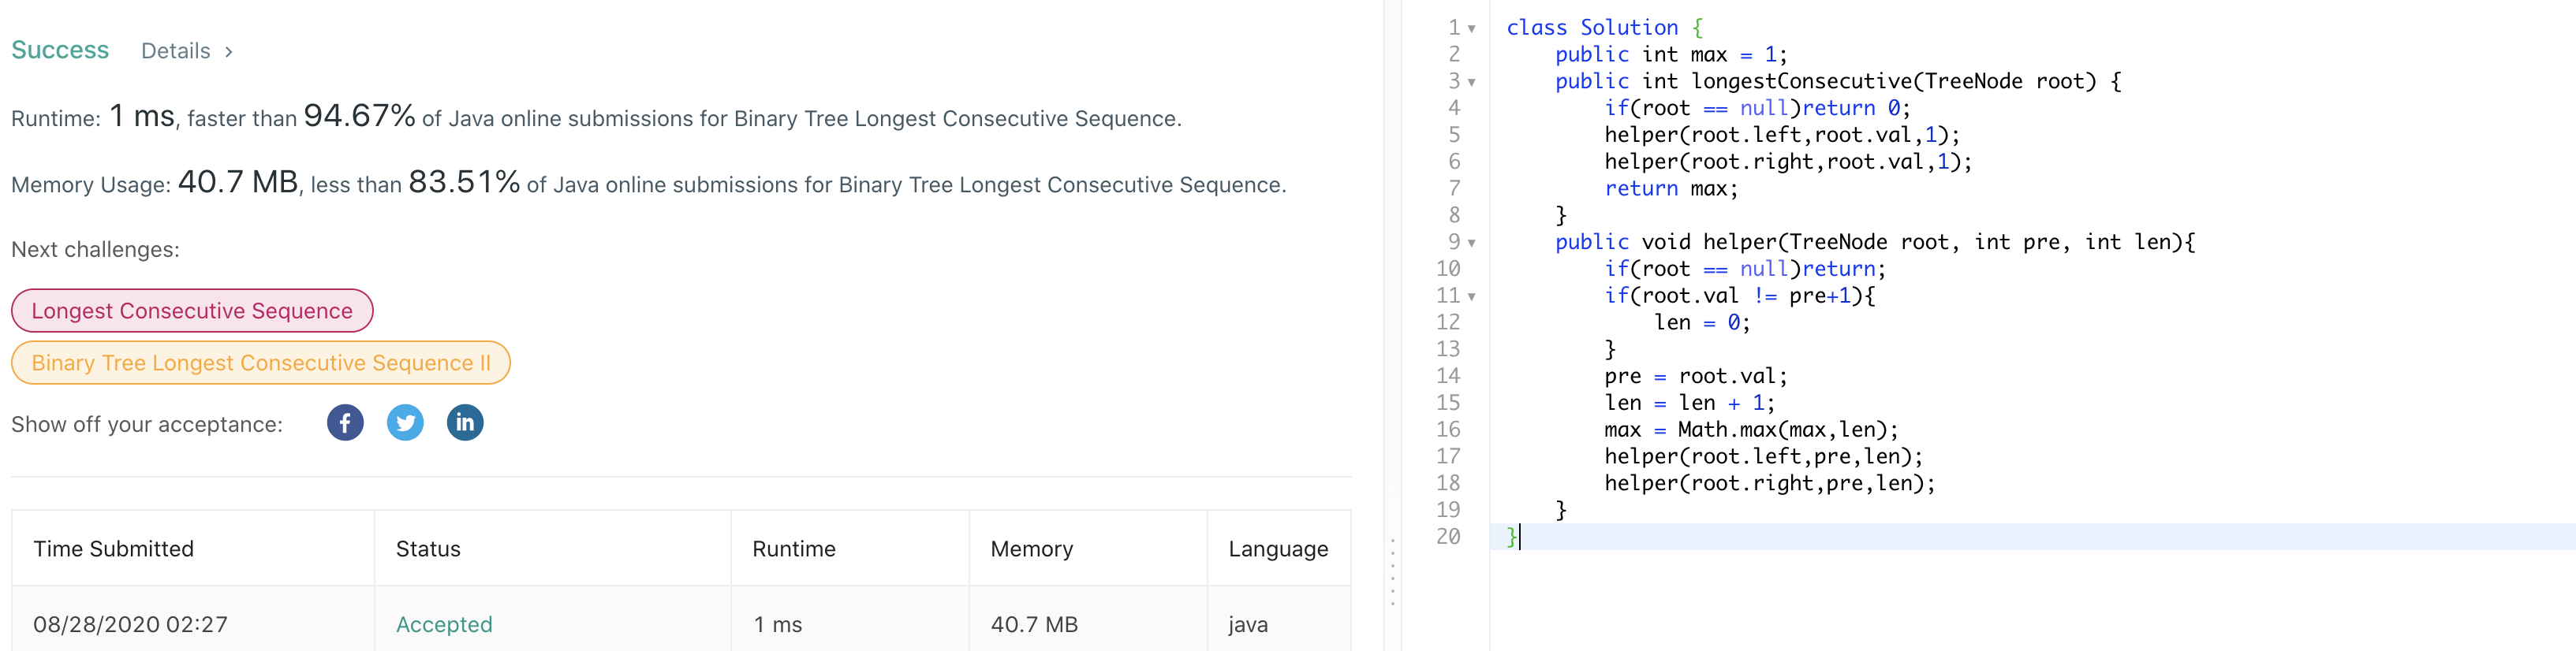 Success Details >
Runtime: 1 ms, faster than 94.67% of Java online submissions for Binary Tree Longest Consecutive Sequence.
Memory Usage: 40.7 MB, less than 83.51% of Java online submissions for Binary Tree Longest Consecutive Sequence.
Next challenges:
Longest Consecutive Sequence
Binary Tree Longest Consecutive Sequence II
Show off your acceptance: f in
Time Submitted Status Runtime Memory Language
08/28/2020 02:27 Accepted 1 ms 40.7 MB java
1 class Solution {
2     public int max = 1;
3     public int longestConsecutive(TreeNode root) {
4         if(root == null)return 0;
5         helper(root.left,root.val,1);
6         helper(root.right,root.val,1);
7         return max;
8     }
9     public void helper(TreeNode root, int pre, int len){
10         if(root == null)return;
11         if(root.val != pre+1){
12             len = 0;
13         }
14         pre = root.val;
15         len = len + 1;
16         max = Math.max(max,len);
17         helper(root.left,pre,len);
18         helper(root.right,pre,len);
19     }
20 }